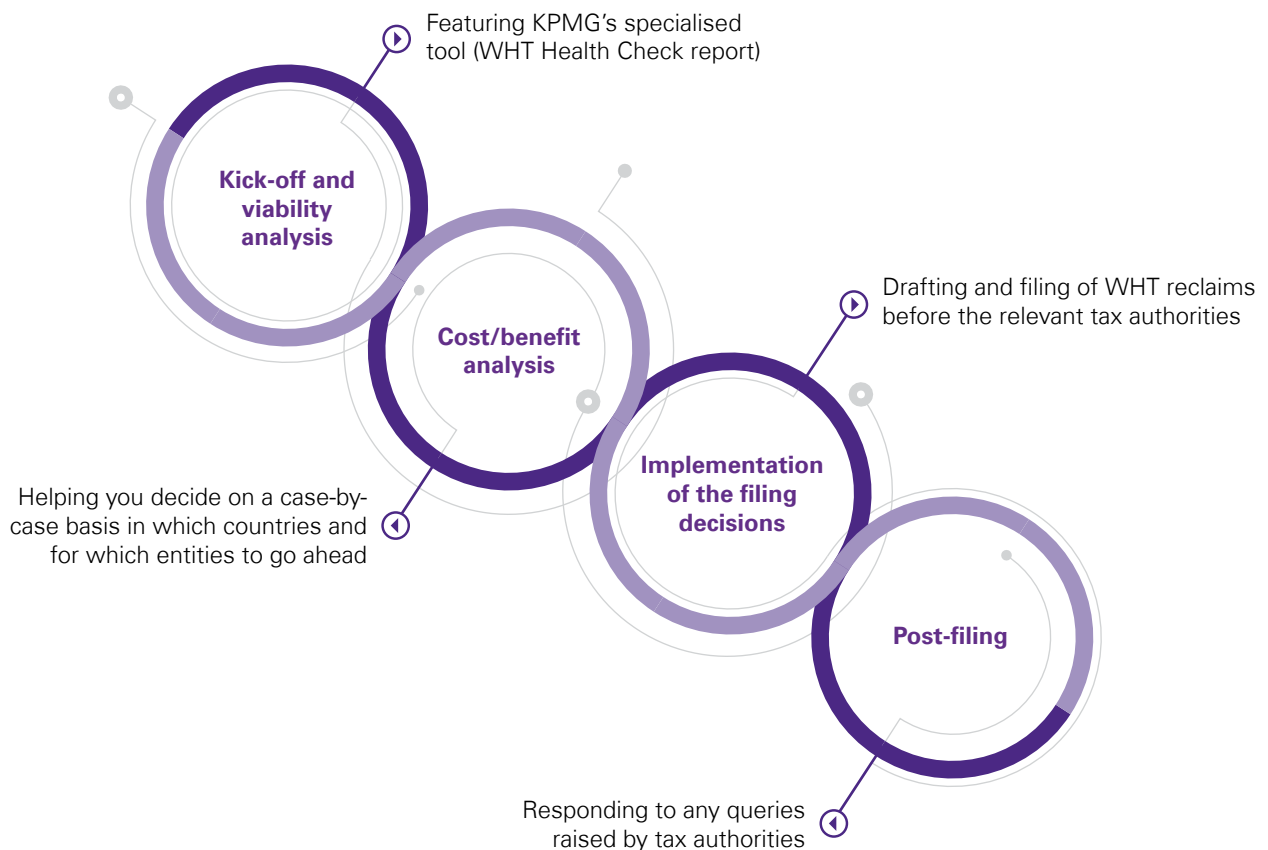 Featuring KPMG's specialised
tool (WHT Health Check report)
Kick-off and
viability
analysis
Cost/benefit
analysis
Helping you decide on a case-by-
case basis in which countries and
for which entities to go ahead
Drafting and filing of WHT reclaims
before the relevant tax authorities
Implementation
of the filing
decisions
Post-filing
Responding to any queries
raised by tax authorities